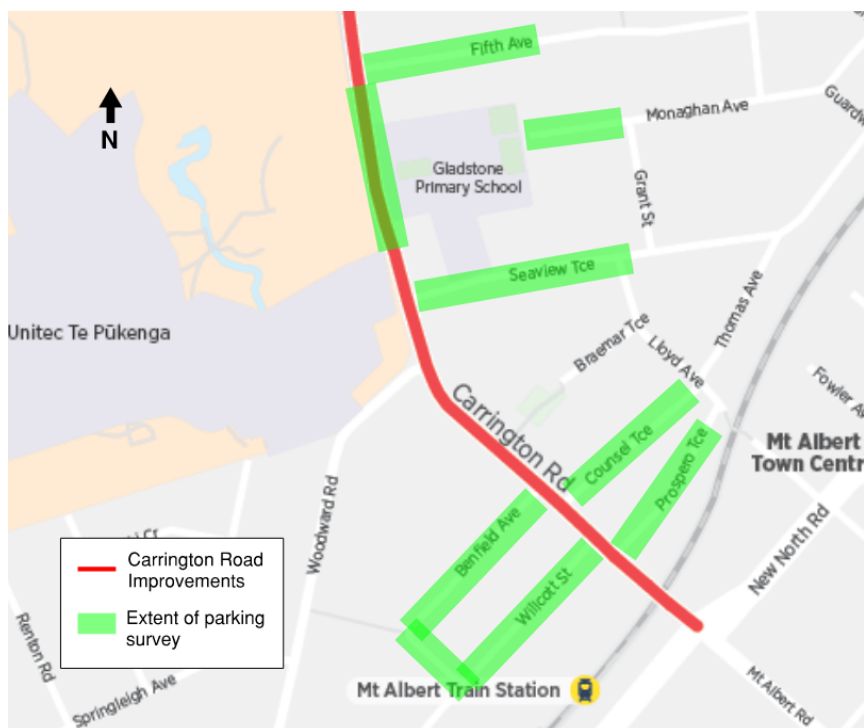 Fifth Ave
Monaghan Ave
N
Gladstone
Primary School
Grant St
Seaview Tce
Thomas Ave
Unitec Te Pūkenga
Braemar Tce
Lloyd Ave
Fowler
Carrington Rd
Counsel Tce
Prospero Tce
Mt Albert
Town Centr
Woodward Rd
Benfield Ave
New North Rd
Willcott St
Carrington Road
Improvements
Extent of parking
survey
Renton Rd
Springleigh Ave
Mt Albert Train Station
Mt Albert Rd